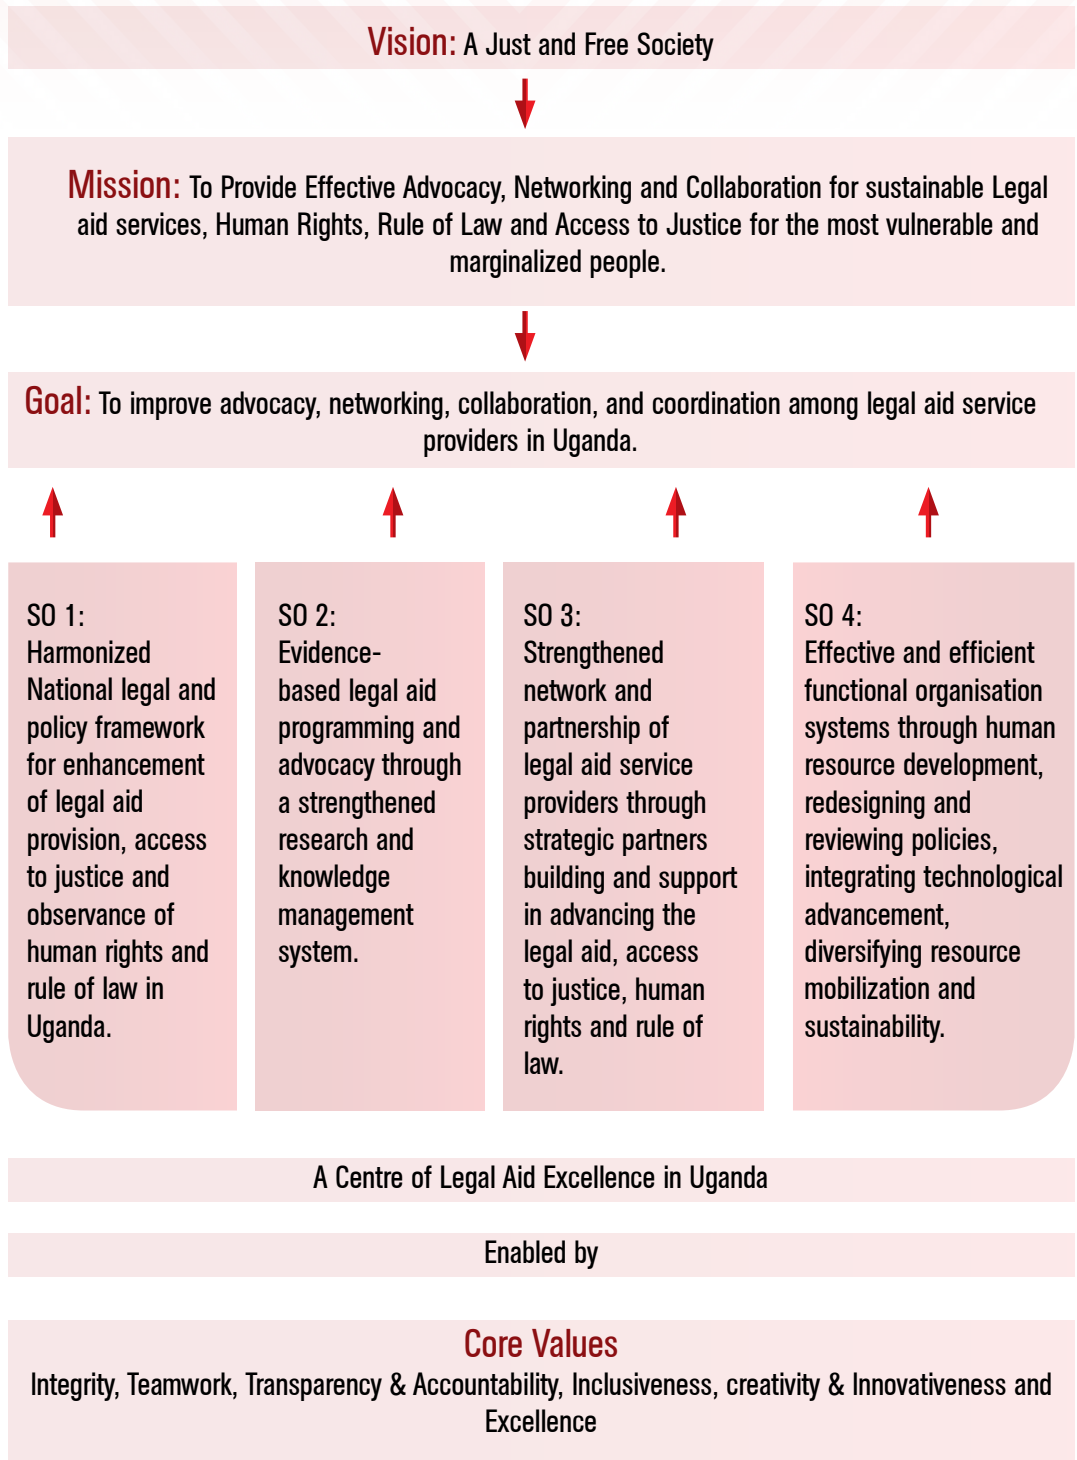 Vision: A Just and Free Society
Mission: To Provide Effective Advocacy, Networking and Collaboration for sustainable Legal
aid services, Human Rights, Rule of Law and Access to Justice for the most vulnerable and
marginalized people.
Goal: To improve advocacy, networking, collaboration, and coordination among legal aid service
providers in Uganda.
SO 1:
Harmonized
National legal and
policy framework
for enhancement
of legal aid
provision, access
to justice and
observance of
human rights and
rule of law in
Uganda.
SO 2:
Evidence-
based legal aid
programming and
advocacy through
a strengthened
research and
knowledge
management
system.
SO 3:
Strengthened
network and
partnership of
legal aid service
providers through
strategic partners
building and support
in advancing the
legal aid, access
to justice, human
rights and rule of
law.
SO 4:
Effective and efficient
functional organisation
systems through human
resource development,
redesigning and
reviewing policies,
integrating technological
advancement,
diversifying resource
mobilization and
sustainability.
A Centre of Legal Aid Excellence in Uganda
Enabled by
Core Values
Integrity, Teamwork, Transparency & Accountability, Inclusiveness, creativity & Innovativeness and
Excellence